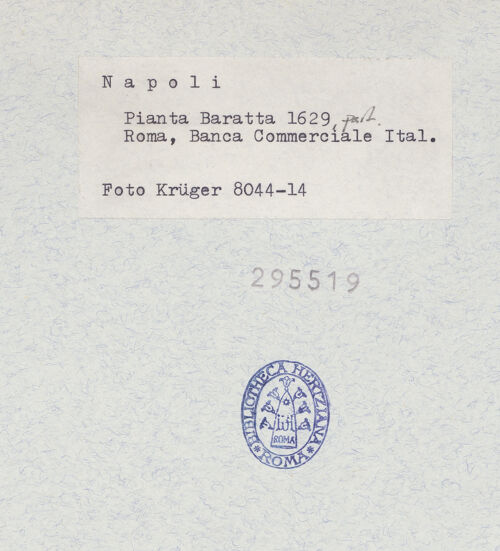 Napoli
Pianta Baratta 1629, part.
Roma, Banca Commerciale Ital.
Foto Krüger 8044-14
295519
BIBLIOTHECA HERTZIANA
ROMA
* ROMA *